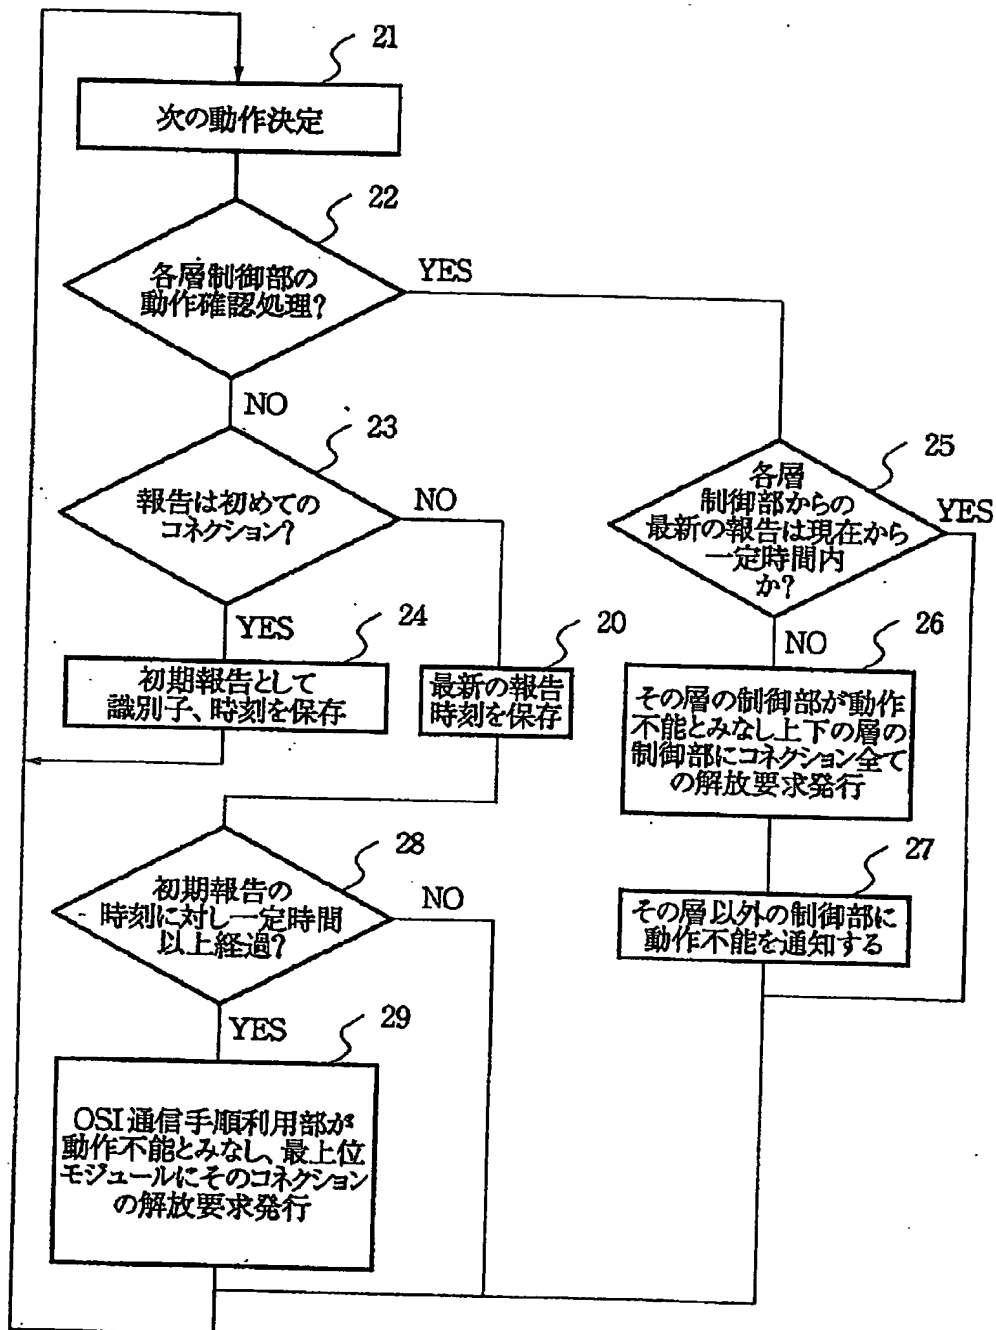 21
次の動作決定
22
各層制御部の
動作確認処理?
YES
NO
23
報告は初めての
コネクション?
NO
YES
24
初期報告として
識別子、時刻を保存
20
最新の報告
時刻を保存
25
各層
制御部からの
最新の報告は現在から
一定時間内
か?
YES
NO
26
その層の制御部が動作
不能とみなし上下の層の
制御部にコネクション全て
の解放要求発行
27
その層以外の制御部に
動作不能を通知する
28
初期報告の
時刻に対し一定時間
以上経過?
NO
YES
29
OSI通信手順利用部が
動作不能とみなし、最上位
モジュールにそのコネクション
の解放要求発行